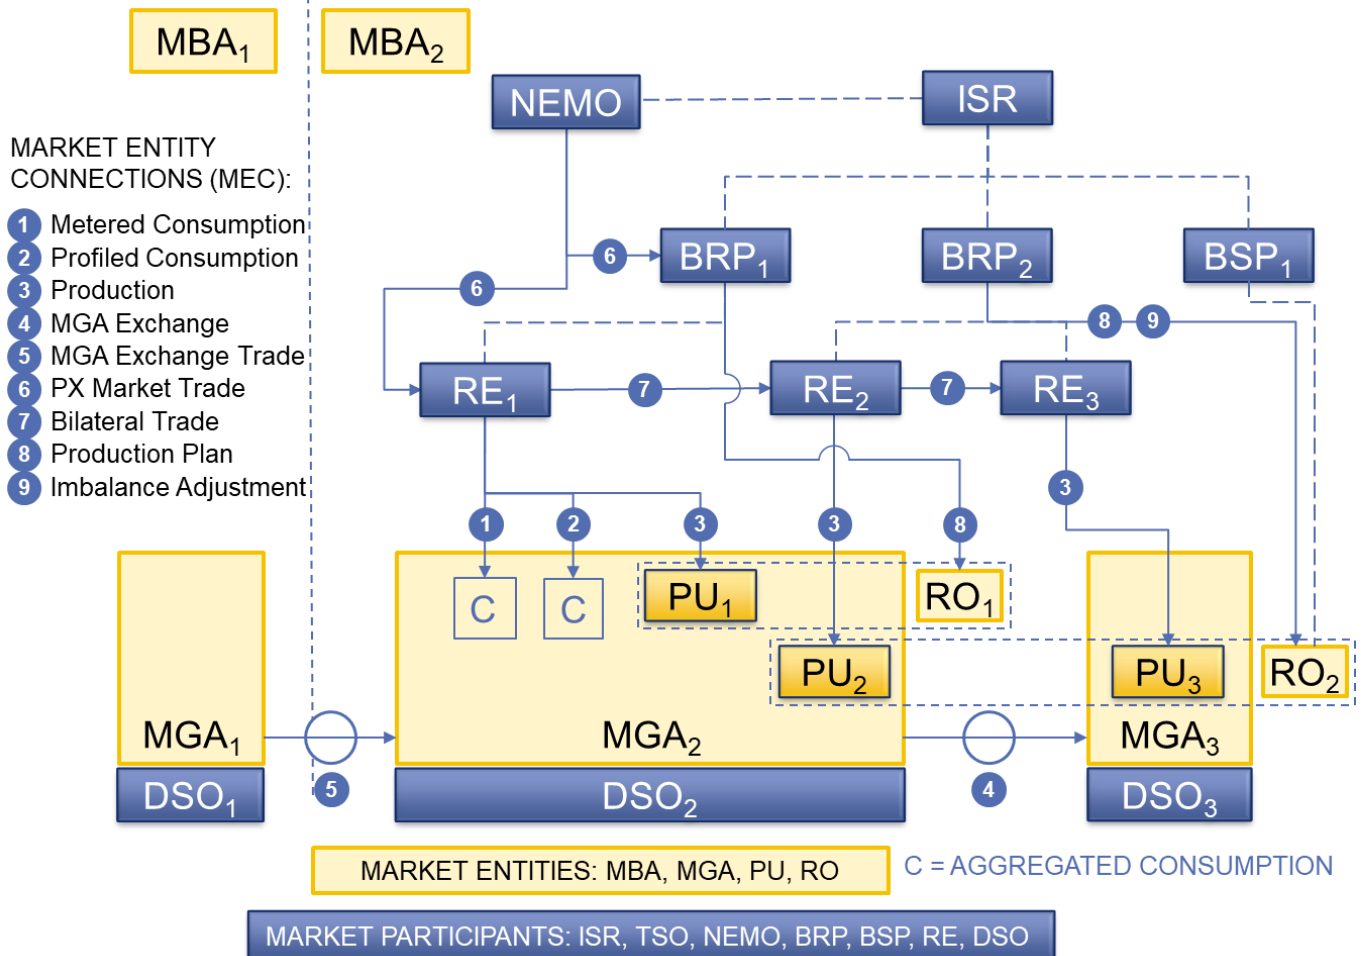 MBA1
MBA2
NEMO
ISR
MARKET ENTITY
CONNECTIONS (MEC):
1 Metered Consumption
2 Profiled Consumption
3 Production
4 MGA Exchange
5 MGA Exchange Trade
6 PX Market Trade
7 Bilateral Trade
8 Production Plan
9 Imbalance Adjustment
6
BRP1
BRP2
BSP1
6
8
9
RE1
7
RE2
7
RE3
3
1
2
3
3
8
C
C
PU1
RO1
PU2
PU3
RO2
MGA1
MGA2
MGA3
5
4
DSO1
DSO2
DSO3
MARKET ENTITIES: MBA, MGA, PU, RO
C = AGGREGATED CONSUMPTION
MARKET PARTICIPANTS: ISR, TSO, NEMO, BRP, BSP, RE, DSO